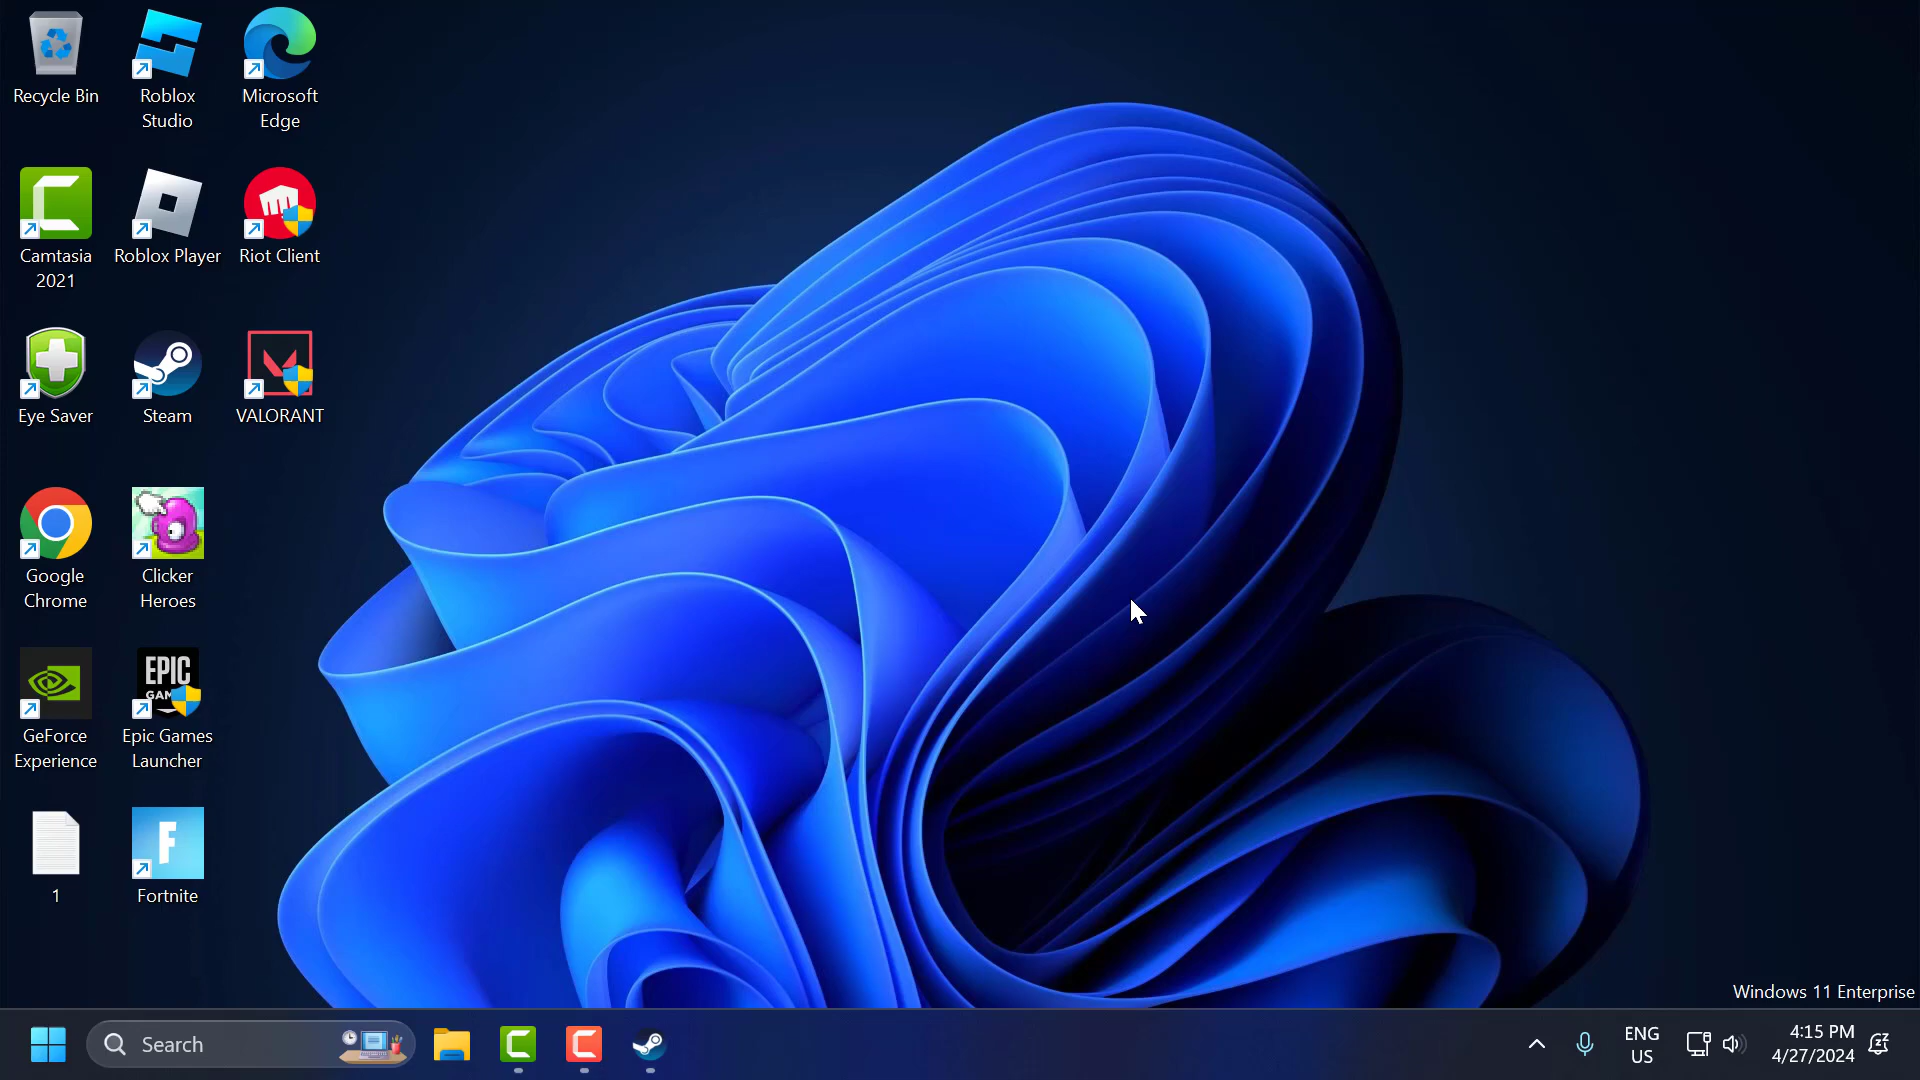 Recycle Bin
Roblox
Studio
Microsoft
Edge
Camtasia
2021
Roblox Player
Riot Client
Eye Saver
Steam
VALORANT
Google
Chrome
Clicker
Heroes
EPIC
GeForce
Experience
Epic Games
Launcher
1
F
Fortnite
Windows 11 Enterprise
Search
ENG
US
4:15 PM
4/27/2024